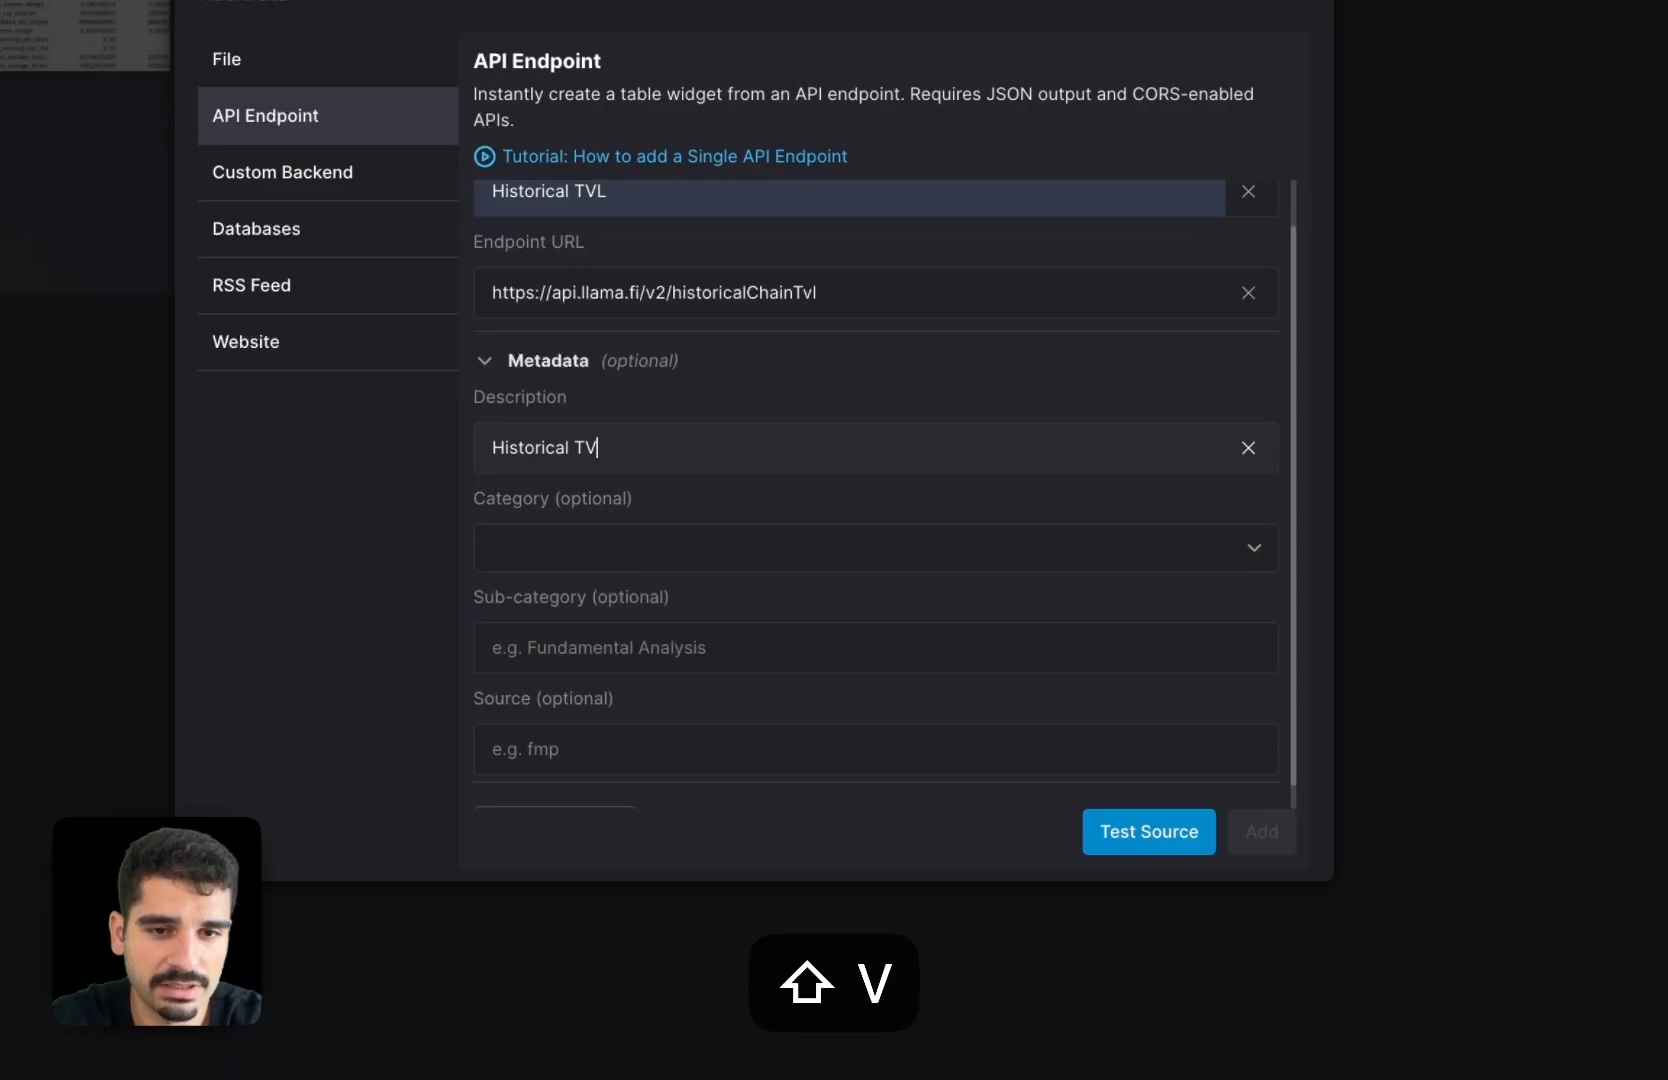 File
API Endpoint
Custom Backend
Databases
RSS Feed
Website
API Endpoint
Instantly create a table widget from an API endpoint. Requires JSON output and CORS-enabled
APIs.
Tutorial: How to add a Single API Endpoint
Historical TVL
Endpoint URL
https://api.llama.fi/v2/historicalChainTvl
Metadata (optional)
Description
Historical TV
Category (optional)
Sub-category (optional)
e.g. Fundamental Analysis
Source (optional)
e.g. fmp
Test Source
Add
V